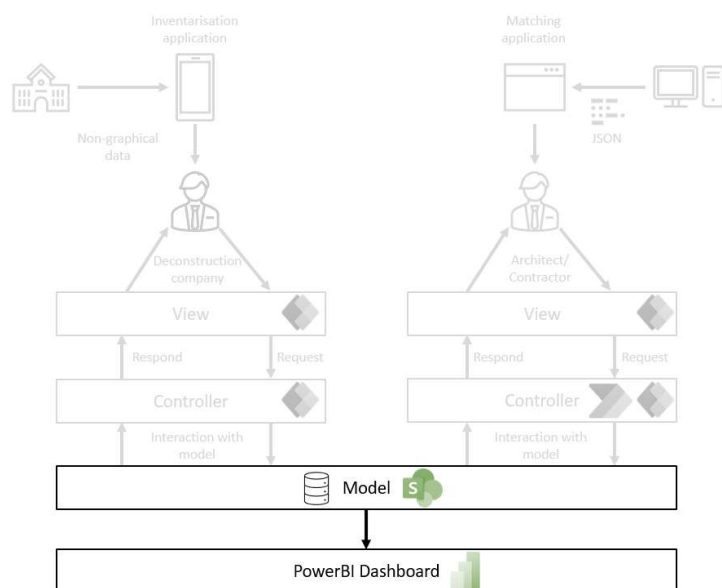 Inventarisation
application
Matching
application
Non-graphical
data
JSON
Deconstruction
company
Architect/
Contractor
View
View
Respond
Request
Respond
Request
Controller
Controller
Interaction with
model
Interaction with
model
Model
S
PowerBI Dashboard